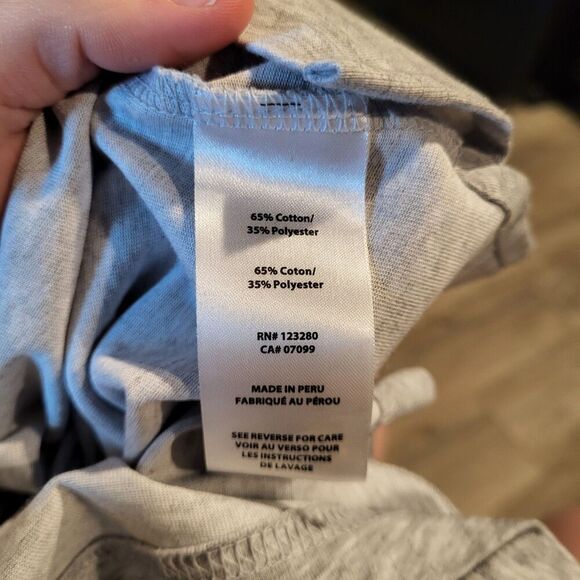 65% Cotton/
35% Polyester
65% Coton/
35% Polyester
RN# 123280
CA# 07099
MADE IN PERU
FABRIQUÉ AU PÉROU
SEE REVERSE FOR CARE
VOIR AU VERSO POUR
LES INSTRUCTIONS
DE LAVAGE